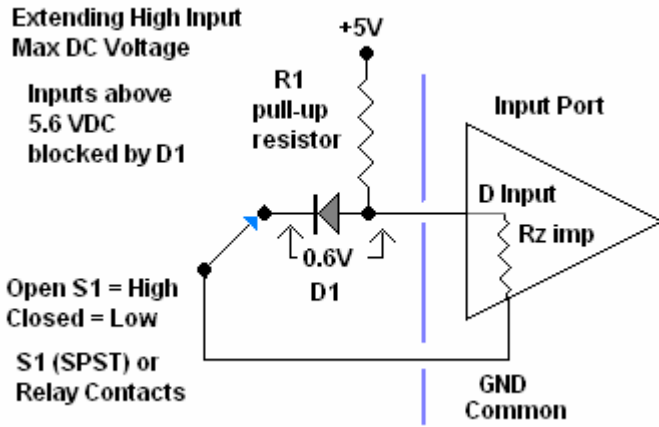 Extending High Input
Max DC Voltage
+5V
Inputs above
5.6 VDC
blocked by D1
R1
pull-up
resistor
Input Port
D Input
Rz imp
0.6V
D1
Open S1 = High
Closed = Low
S1 (SPST) or
Relay Contacts
GND
Common